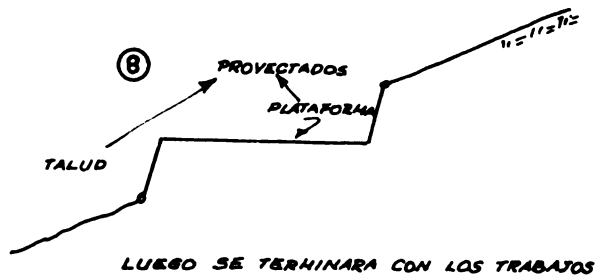 8
PROYECTADOS
PLATAFORMA
TALUD
LUEGO SE TERMINARA CON LOS TRABAJOS